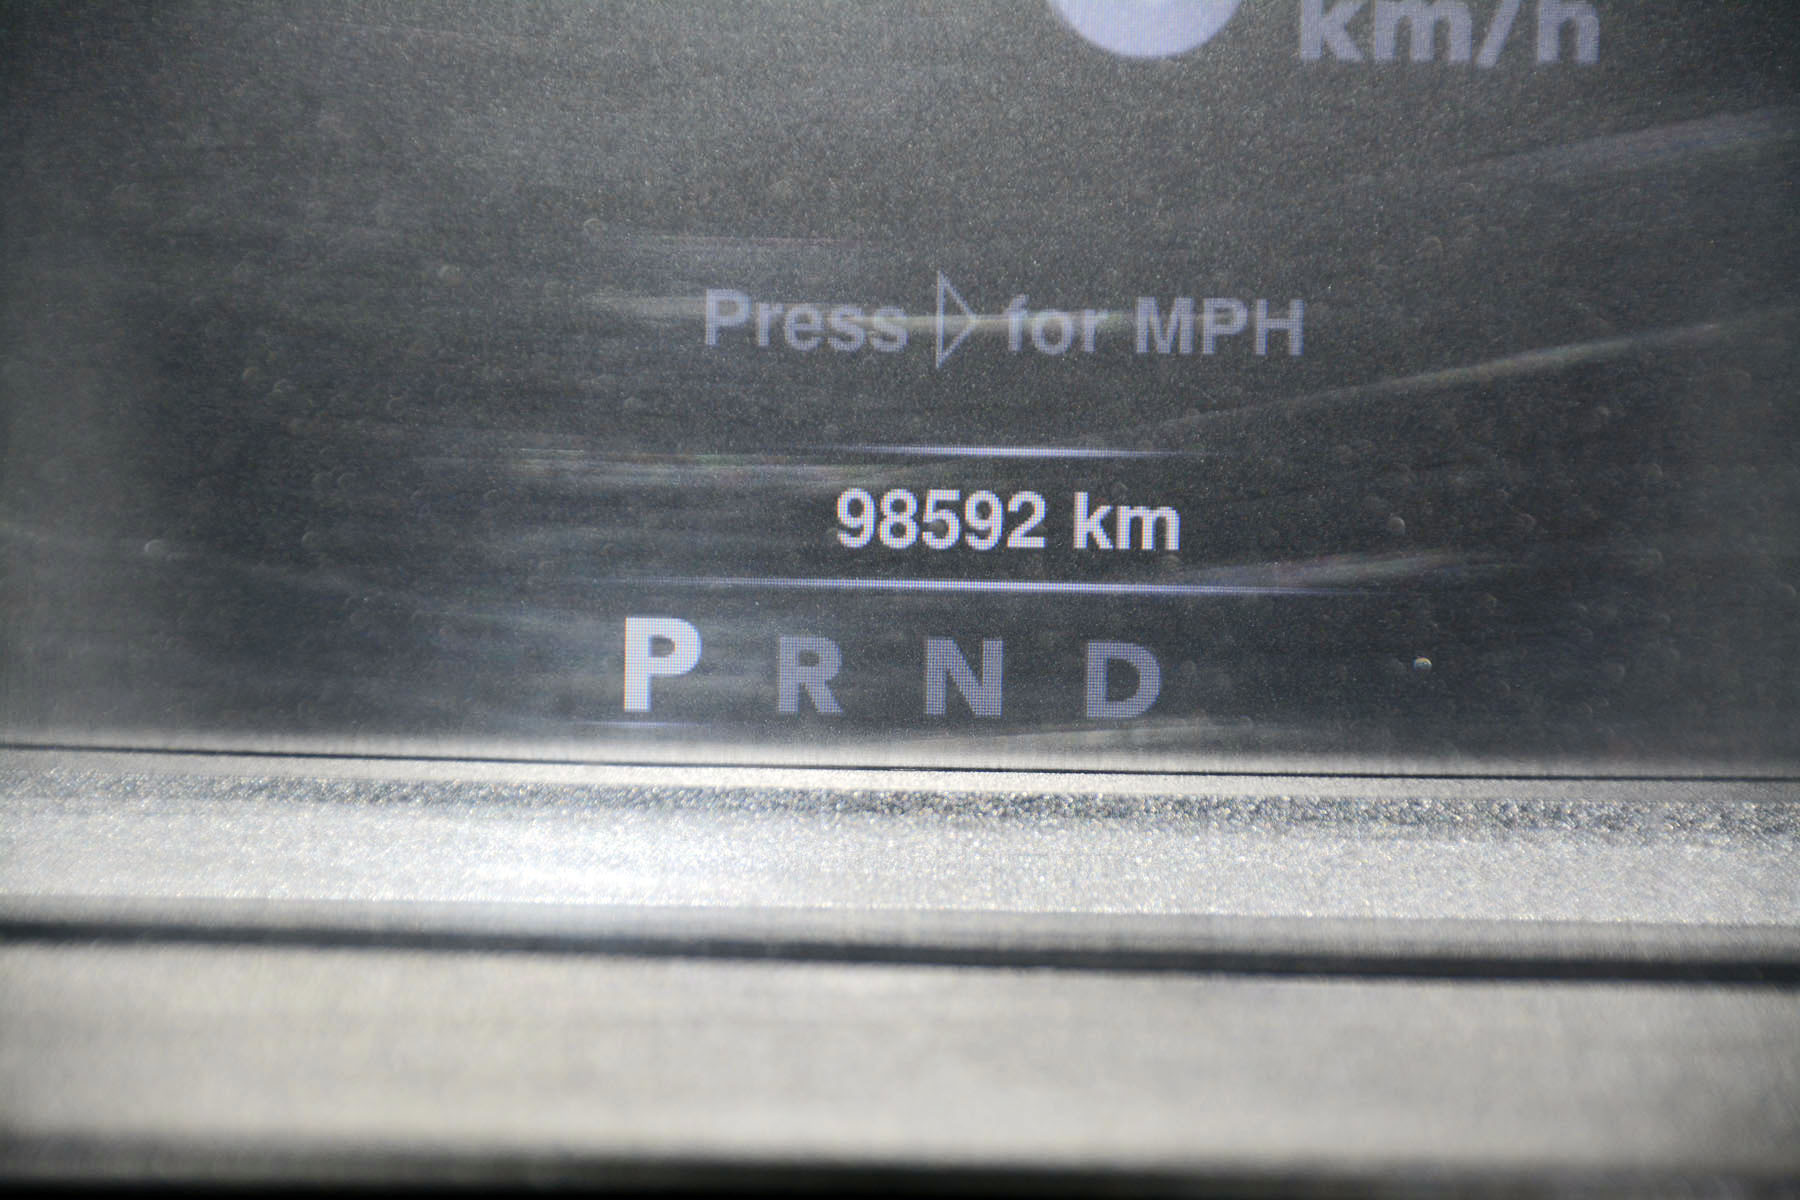 km/h
Press ▷ for MPH
98592 km
P R N D